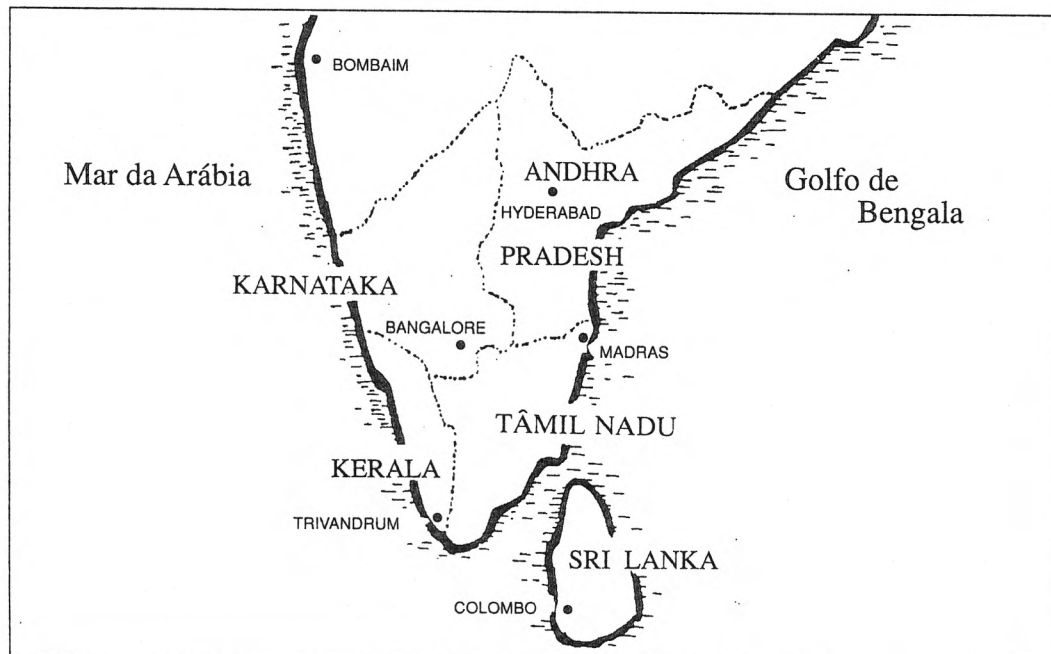 BOMBAIM
Mar da Arábia
ANDHRA
HYDERABAD
Golfo de
Bengala
PRADESH
KARNATAKA
BANGALORE
MADRAS
TÂMIL NADU
KERALA
TRIVANDRUM
SRI LANKA
COLOMBO